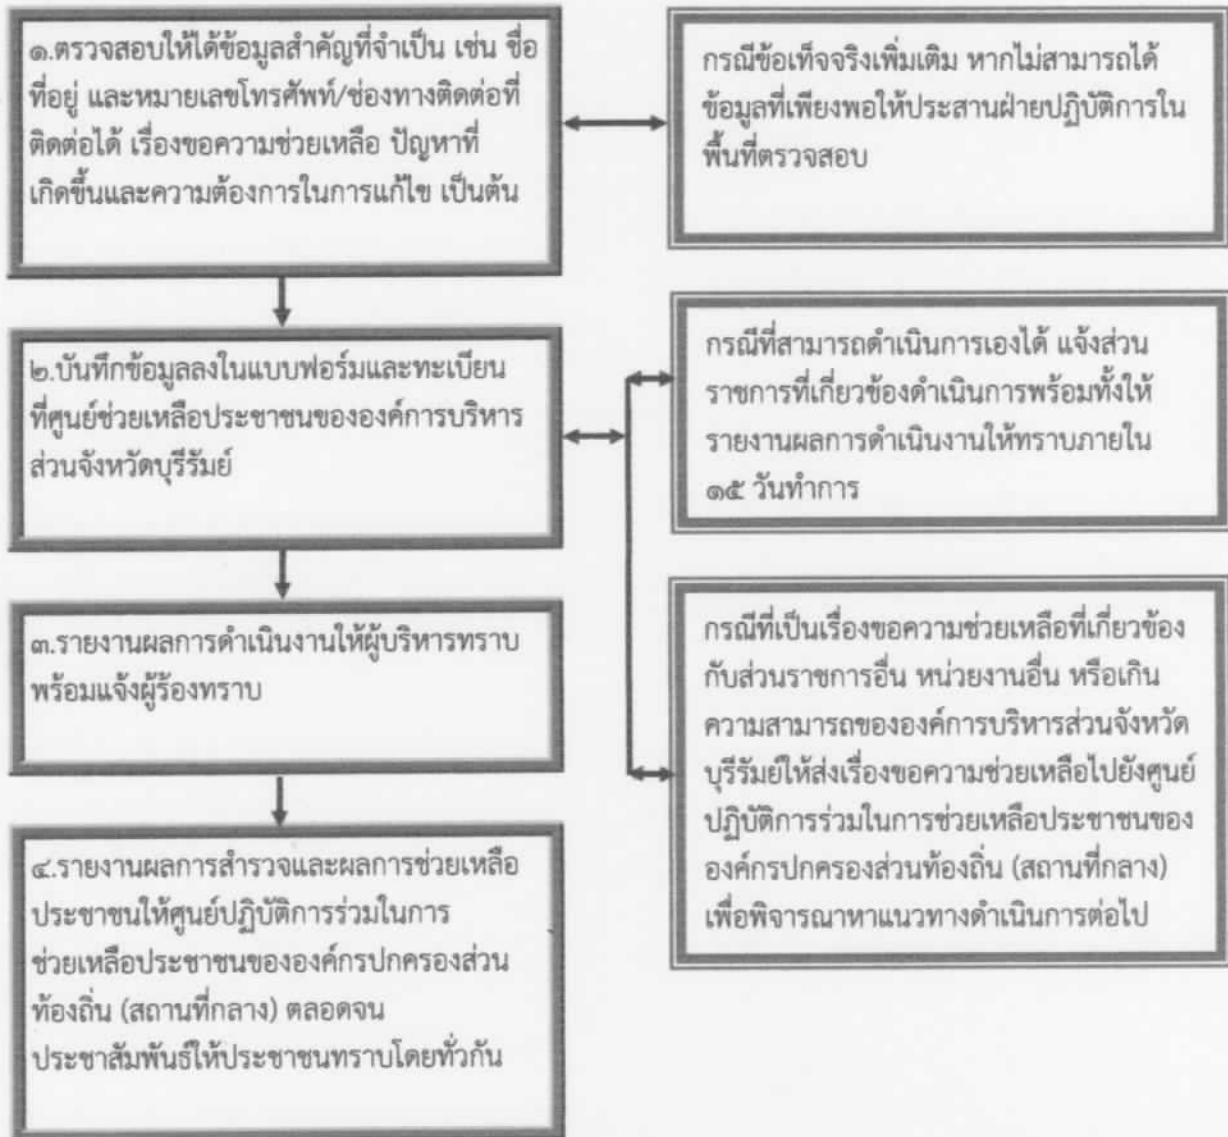 ๑.ตรวจสอบให้ได้ข้อมูลสำคัญที่จำเป็น เช่น ชื่อ
ที่อยู่ และหมายเลขโทรศัพท์/ช่องทางติดต่อที่
ติดต่อได้ เรื่องขอความช่วยเหลือ ปัญหาที่
เกิดขึ้นและความต้องการในการแก้ไข เป็นต้น
กรณีข้อเท็จจริงเพิ่มเติม หากไม่สามารถได้
ข้อมูลที่เพียงพอให้ประสานฝ่ายปฏิบัติการใน
พื้นที่ตรวจสอบ
๒.บันทึกข้อมูลลงในแบบฟอร์มและทะเบียน
ที่ศูนย์ช่วยเหลือประชาชนขององค์การบริหาร
ส่วนจังหวัดบุรีรัมย์
กรณีที่สามารถดำเนินการเองได้ แจ้งส่วน
ราชการที่เกี่ยวข้องดำเนินการพร้อมทั้งให้
รายงานผลการดำเนินงานให้ทราบภายใน
๑๕ วันทำการ
กรณีที่เป็นเรื่องขอความช่วยเหลือที่เกี่ยวข้อง
กับส่วนราชการอื่น หน่วยงานอื่น หรือเกิน
ความสามารถขององค์การบริหารส่วนจังหวัด
บุรีรัมย์ให้ส่งเรื่องขอความช่วยเหลือไปยังศูนย์
ปฏิบัติการร่วมในการช่วยเหลือประชาชนของ
องค์กรปกครองส่วนท้องถิ่น (สถานที่กลาง)
เพื่อพิจารณาหาแนวทางดำเนินการต่อไป
๓.รายงานผลการดำเนินงานให้ผู้บริหารทราบ
พร้อมแจ้งผู้ร้องทราบ
๔.รายงานผลการสำรวจและผลการช่วยเหลือ
ประชาชนให้ศูนย์ปฏิบัติการร่วมในการ
ช่วยเหลือประชาชนขององค์กรปกครองส่วน
ท้องถิ่น (สถานที่กลาง) ตลอดจน
ประชาสัมพันธ์ให้ประชาชนทราบโดยทั่วกัน